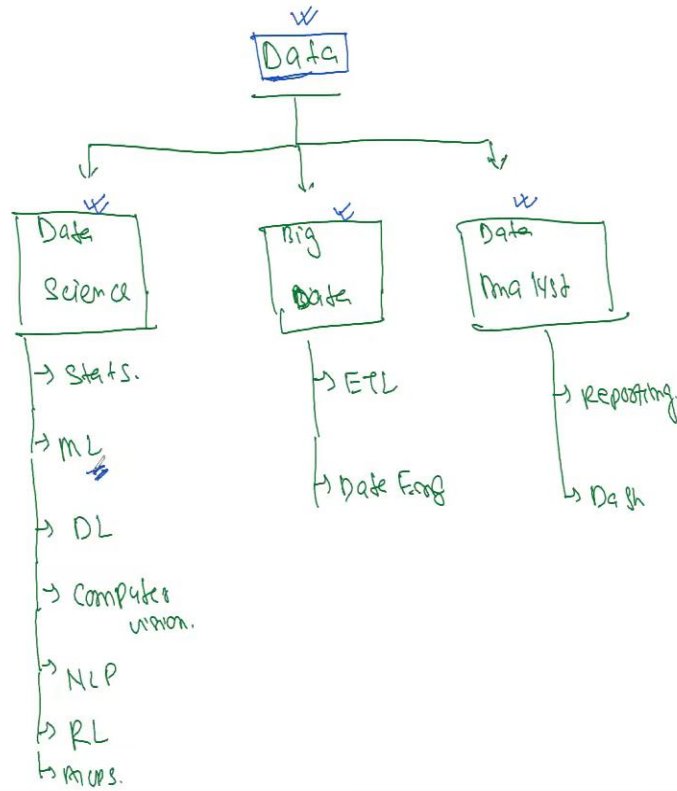 Data
Data
Science
Big
Data
Data
Analyst
→ Stats.
→ ML
→ DL
→ Computer
vision.
→ NLP
→ RL
→ ETL
→ Data Eng
→ Reporting.
→ Dash